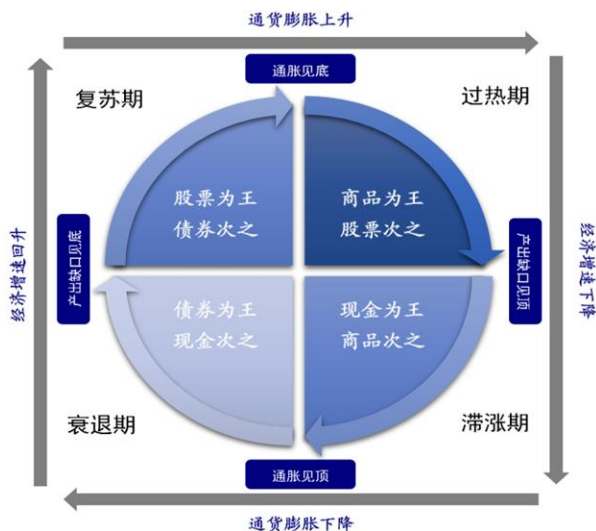 通货膨胀上升
通胀见底
复苏期
过热期
股票为王
债券次之
商品为王
股票次之
经济增速回升
产出缺口见底
产出缺口见顶
经济增速下降
债券为王
现金次之
现金为王
商品次之
衰退期
滞涨期
通胀见顶
通货膨胀下降